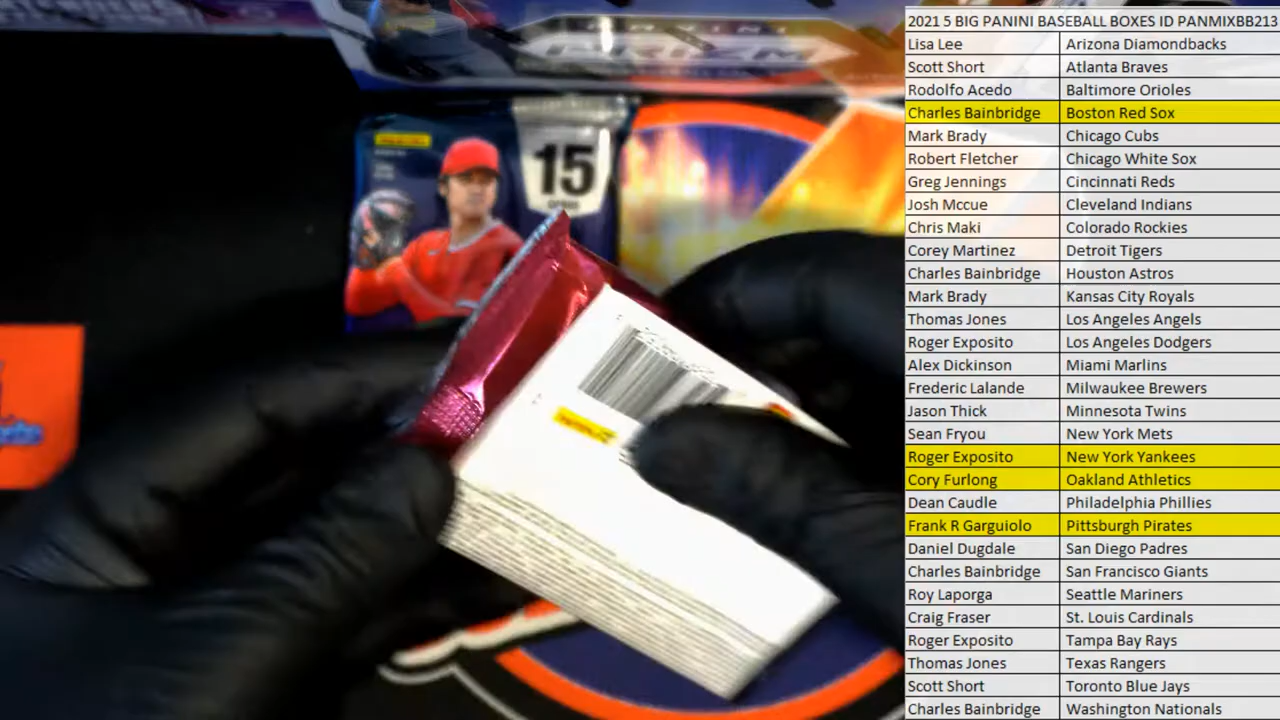 2021 5 BIG PANINI BASEBALL BOXES ID PANMIXBB213
Lisa Lee Arizona Diamondbacks
Scott Short Atlanta Braves
Rodolfo Acedo Baltimore Orioles
Charles Bainbridge Boston Red Sox
Mark Brady Chicago Cubs
Robert Fletcher Chicago White Sox
Greg Jennings Cincinnati Reds
Josh Mccue Cleveland Indians
Chris Maki Colorado Rockies
Corey Martinez Detroit Tigers
Charles Bainbridge Houston Astros
Mark Brady Kansas City Royals
Thomas Jones Los Angeles Angels
Roger Exposito Los Angeles Dodgers
Alex Dickinson Miami Marlins
Frederic Lalande Milwaukee Brewers
Jason Thick Minnesota Twins
Sean Fryou New York Mets
Roger Exposito New York Yankees
Cory Furlong Oakland Athletics
Dean Caudle Philadelphia Phillies
Frank R Garguiolo Pittsburgh Pirates
Daniel Dugdale San Diego Padres
Charles Bainbridge San Francisco Giants
Roy Laporga Seattle Mariners
Craig Fraser St. Louis Cardinals
Roger Exposito Tampa Bay Rays
Thomas Jones Texas Rangers
Scott Short Toronto Blue Jays
Charles Bainbridge Washington Nationals
PRIZM
15